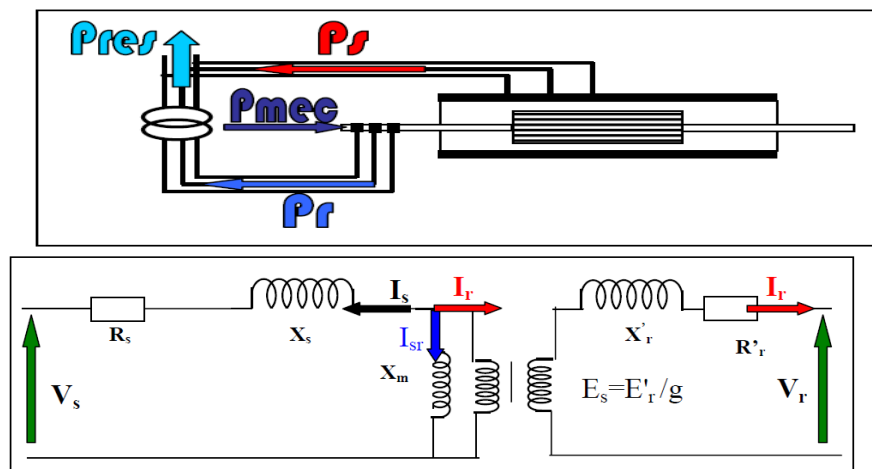 Pres
Ps
Pmec
Pr
Is Ir Ir
Rs Xs X'r
Isr R'r
Xm
Vs Es=E'r/g Vr